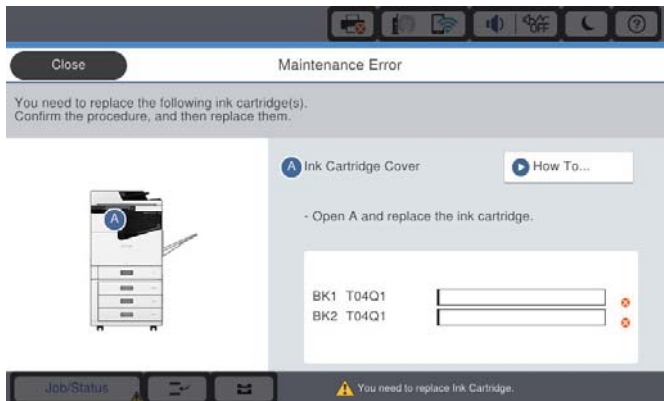 OFF
Close
Maintenance Error
You need to replace the following ink cartridge(s).
Confirm the procedure, and then replace them.
A Ink Cartridge Cover
How To...
A
- Open A and replace the ink cartridge.
BK1 T04Q1
BK2 T04Q1
Job/Status
You need to replace Ink Cartridge.